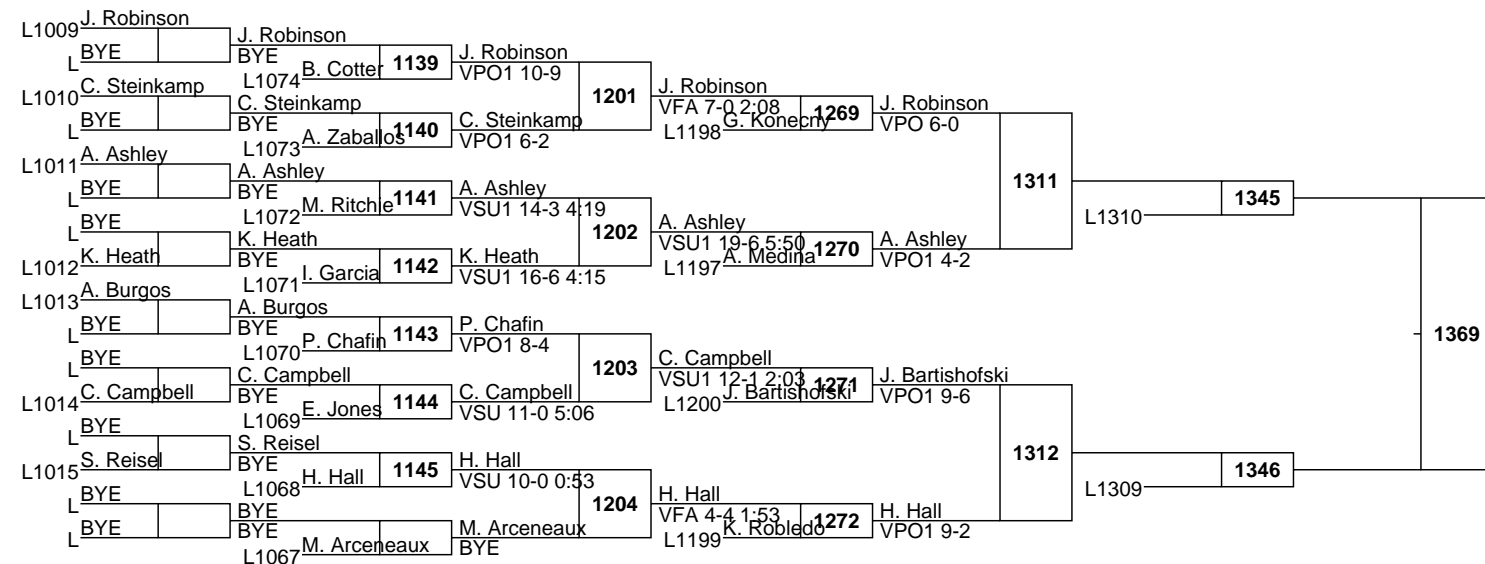 L1009 J. Robinson
L BYE
L1010 C. Steinkamp
L BYE
L1011 A. Ashley
L BYE
L BYE
L1012 K. Heath
L1013 A. Burgos
L BYE
L BYE
L1014 C. Campbell
L BYE
L1015 S. Reisel
L BYE
L BYE
J. Robinson
BYE
L1074 B. Cotter
C. Steinkamp
BYE
L1073 A. Zaballos
A. Ashley
BYE
L1072 M. Ritchie
K. Heath
BYE
L1071 I. Garcia
A. Burgos
BYE
L1070 P. Chafin
C. Campbell
BYE
L1069 E. Jones
S. Reisel
BYE
L1068 H. Hall
BYE
BYE
L1067 M. Arceneaux
1139
1140
1141
1142
1143
1144
1145
J. Robinson
VPO1 10-9
C. Steinkamp
VPO1 6-2
A. Ashley
VSU1 14-3 4:19
K. Heath
VSU1 16-6 4:15
P. Chafin
VPO1 8-4
C. Campbell
VSU 11-0 5:06
H. Hall
VSU 10-0 0:53
M. Arceneaux
BYE
1201
1202
1203
1204
J. Robinson
VFA 7-0 2:08
L1198 G. Konecny
A. Ashley
VSU1 19-6 5:50
L1197 A. Medina
C. Campbell
VSU1 12-1 2:03
L1200 J. Bartishofski
H. Hall
VFA 4-4 1:53
L1199 K. Robledo
1269
1270
1271
1272
J. Robinson
VPO 6-0
A. Ashley
VPO1 4-2
J. Bartishofski
VPO1 9-6
H. Hall
VPO1 9-2
1311
1312
L1310
L1309
1345
1346
1369